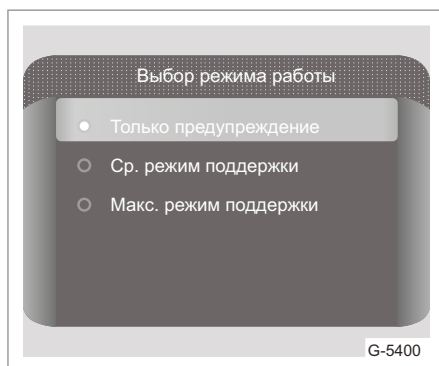 Выбор режима работы
Только предупреждение
Ср. режим поддержки
Макс. режим поддержки
G-5400